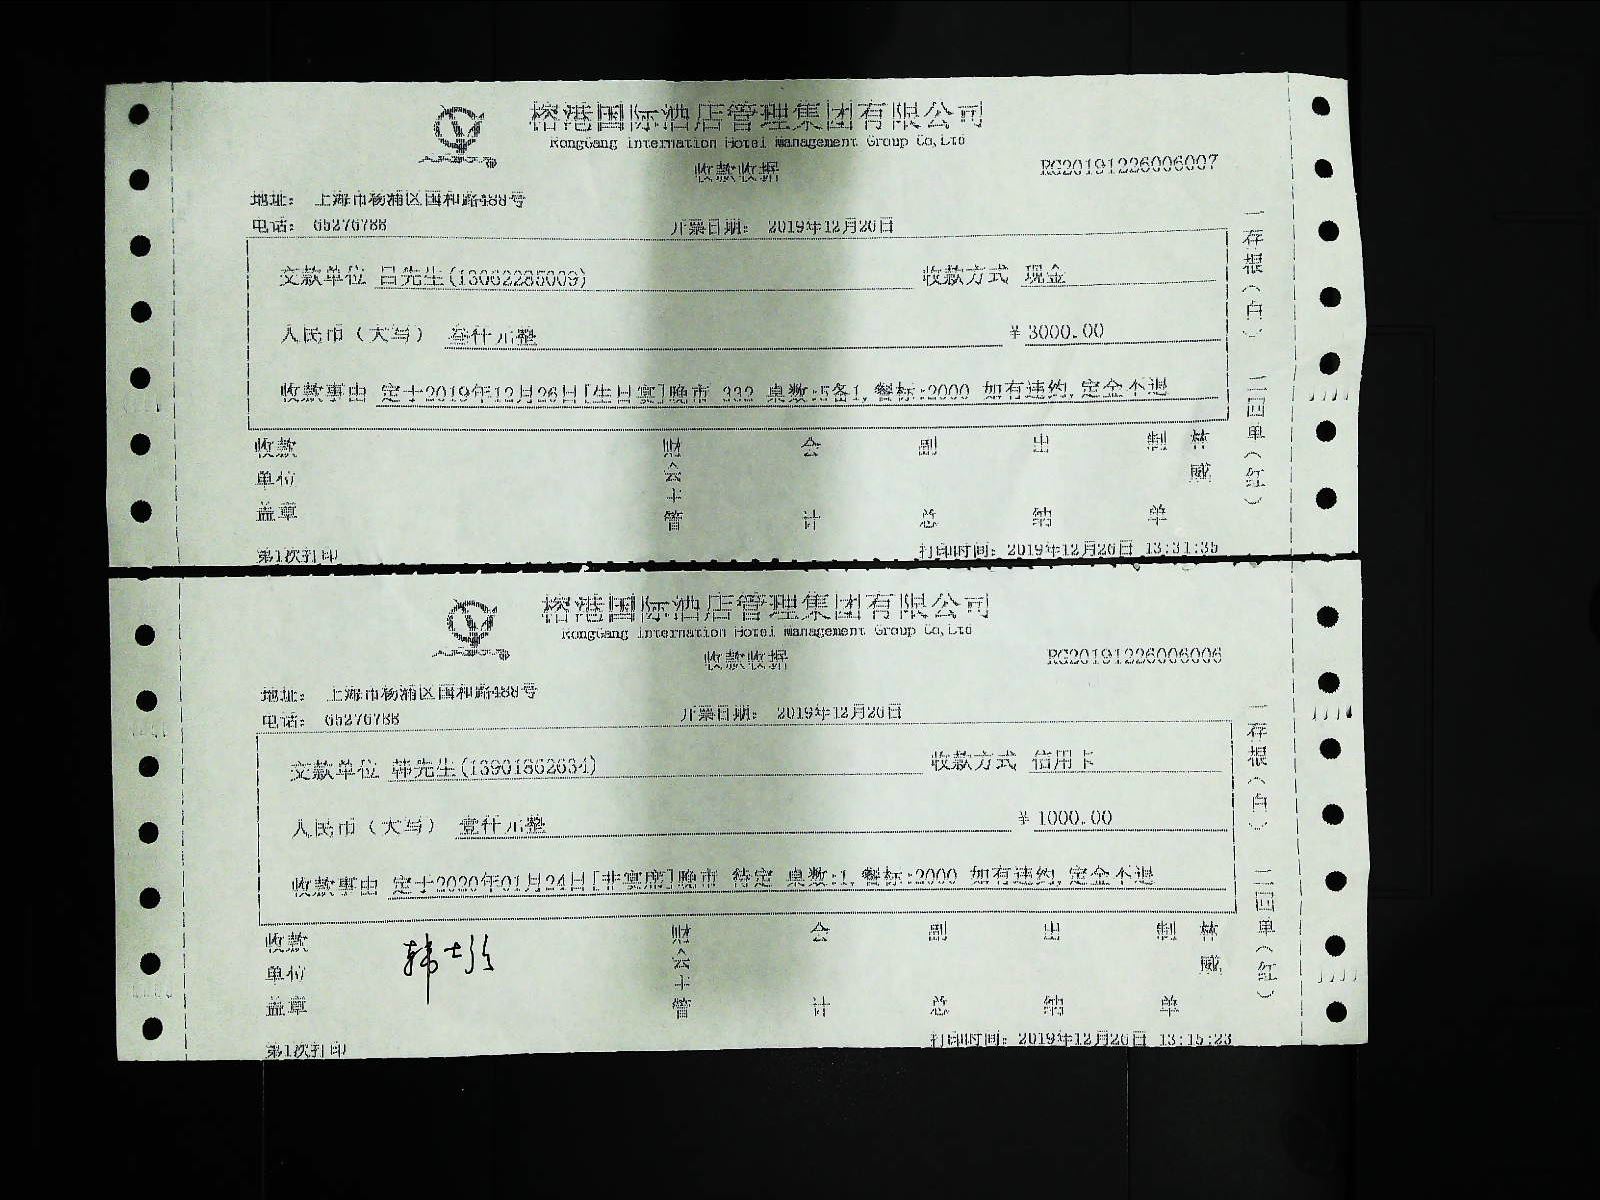 榕港国际酒店管理集团有限公司
RongGang Internation Hotel Management Group Co,Ltd
收款收据
RG20191226006007
地址： 上海市杨浦区国和路488号
电话： 65276788
开票日期： 2019年12月26日
交款单位 吕先生(13062285009)
收款方式 现金
人民币（大写） 仟元整
￥3000.00
收款事由 定于2019年12月26日[生日宴]晚市 332 桌数:5备1,餐标:2000 如有违约,定金不退
收款单位盖章
财会主管
会计
副总
出纳
制单
林威
第1次打印
打印时间：2019年12月26日 13:31:35
一存根（白） 二回单（红）
榕港国际酒店管理集团有限公司
RongGang Internation Hotel Management Group Co,Ltd
收款收据
RG20191226006006
地址： 上海市杨浦区国和路488号
电话： 65276788
开票日期： 2019年12月26日
交款单位 韩先生(13901862634)
收款方式 信用卡
人民币（大写） 壹仟元整
￥1000.00
收款事由 定于2020年01月24日[非宴席]晚市 待定 桌数:1,餐标:2000 如有违约,定金不退
收款单位盖章
财会主管
会计
副总
出纳
制单
林威
第1次打印
打印时间：2019年12月26日 13:15:23
一存根（白） 二回单（红）